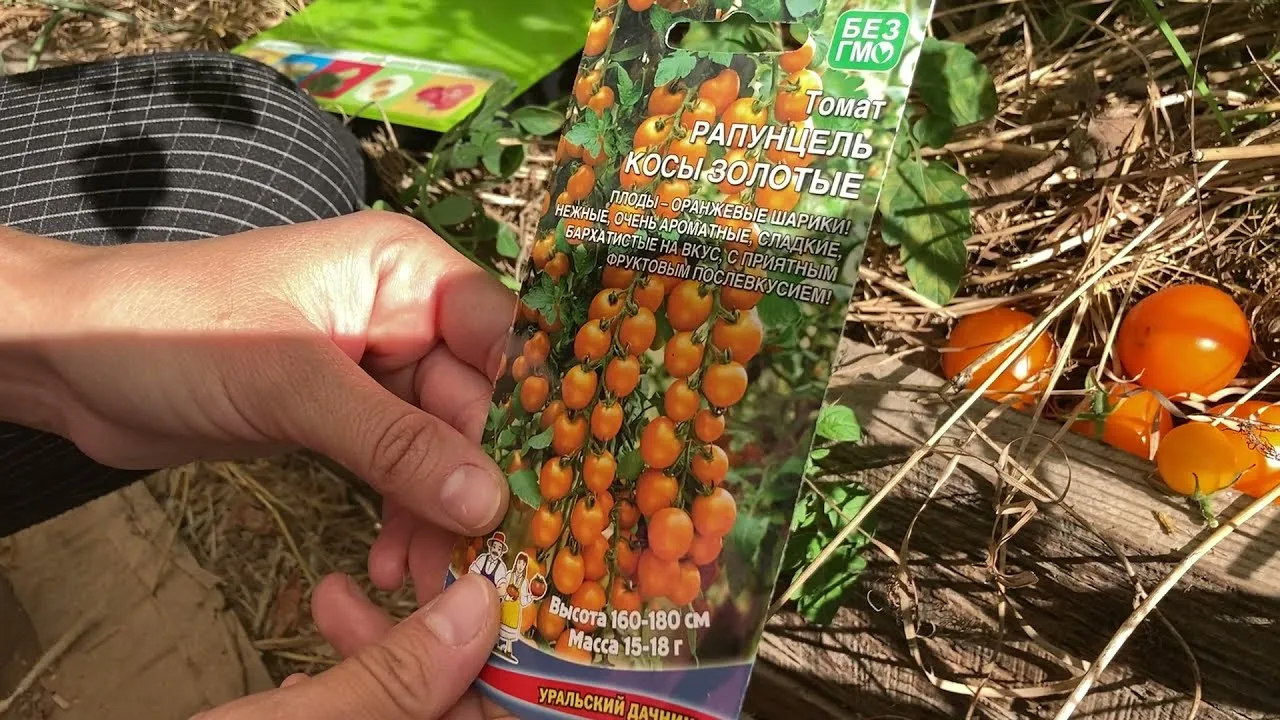 БЕЗ
ГМО
Томат
РАПУНЦЕЛЬ
КОСЫ ЗОЛОТЫЕ
ПЛОДЫ – ОРАНЖЕВЫЕ ШАРИКИ!
НЕЖНЫЕ, ОЧЕНЬ АРОМАТНЫЕ, СЛАДКИЕ,
БАРХАТИСТЫЕ НА ВКУС, С ПРИЯТНЫМ
ФРУКТОВЫМ ПОСЛЕВКУСИЕМ!
Высота 160-180 см
Масса 15-18 г
УРАЛЬСКИЙ ДАЧНИК